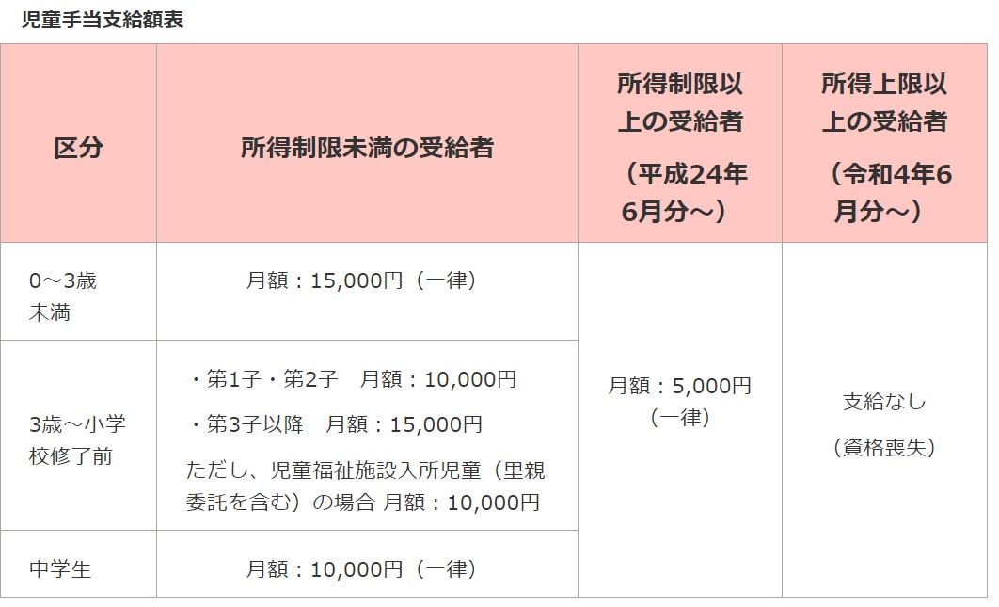 児童手当支給額表
区分
所得制限未満の受給者
所得制限以
上の受給者
（平成24年
6月分～）
所得上限以
上の受給者
（令和4年6
月分～）
0～3歳
未満
月額：15,000円（一律）
3歳～小学
校修了前
・第1子・第2子　月額：10,000円
・第3子以降　月額：15,000円
ただし、児童福祉施設入所児童（里親
委託を含む）の場合 月額：10,000円
中学生
月額：10,000円（一律）
月額：5,000円
（一律）
支給なし
（資格喪失）